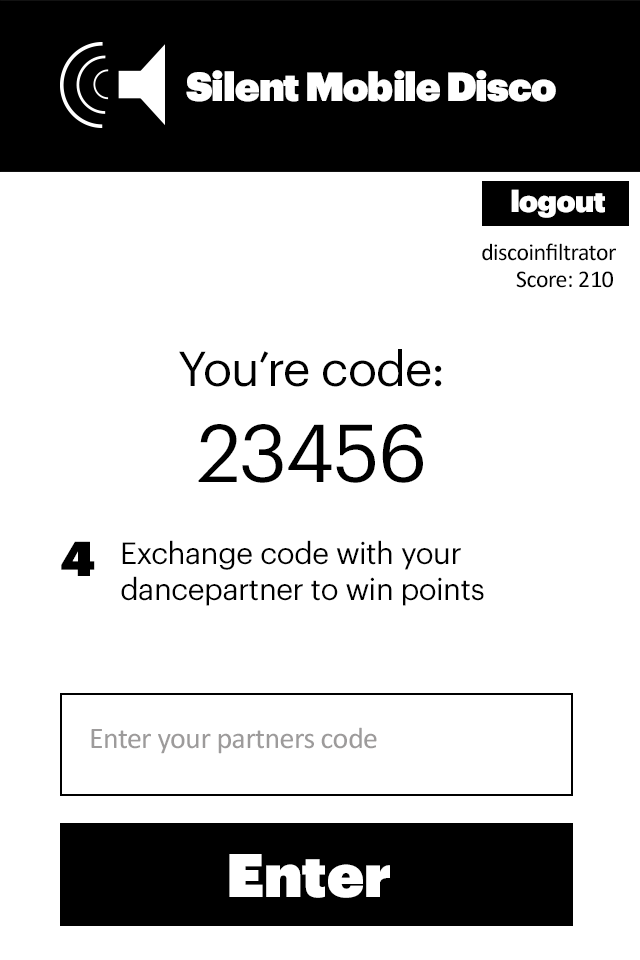 Silent Mobile Disco
logout
discoinfiltrator
Score: 210
You’re code:
23456
4 Exchange code with your
dancepartner to win points
Enter your partners code
Enter